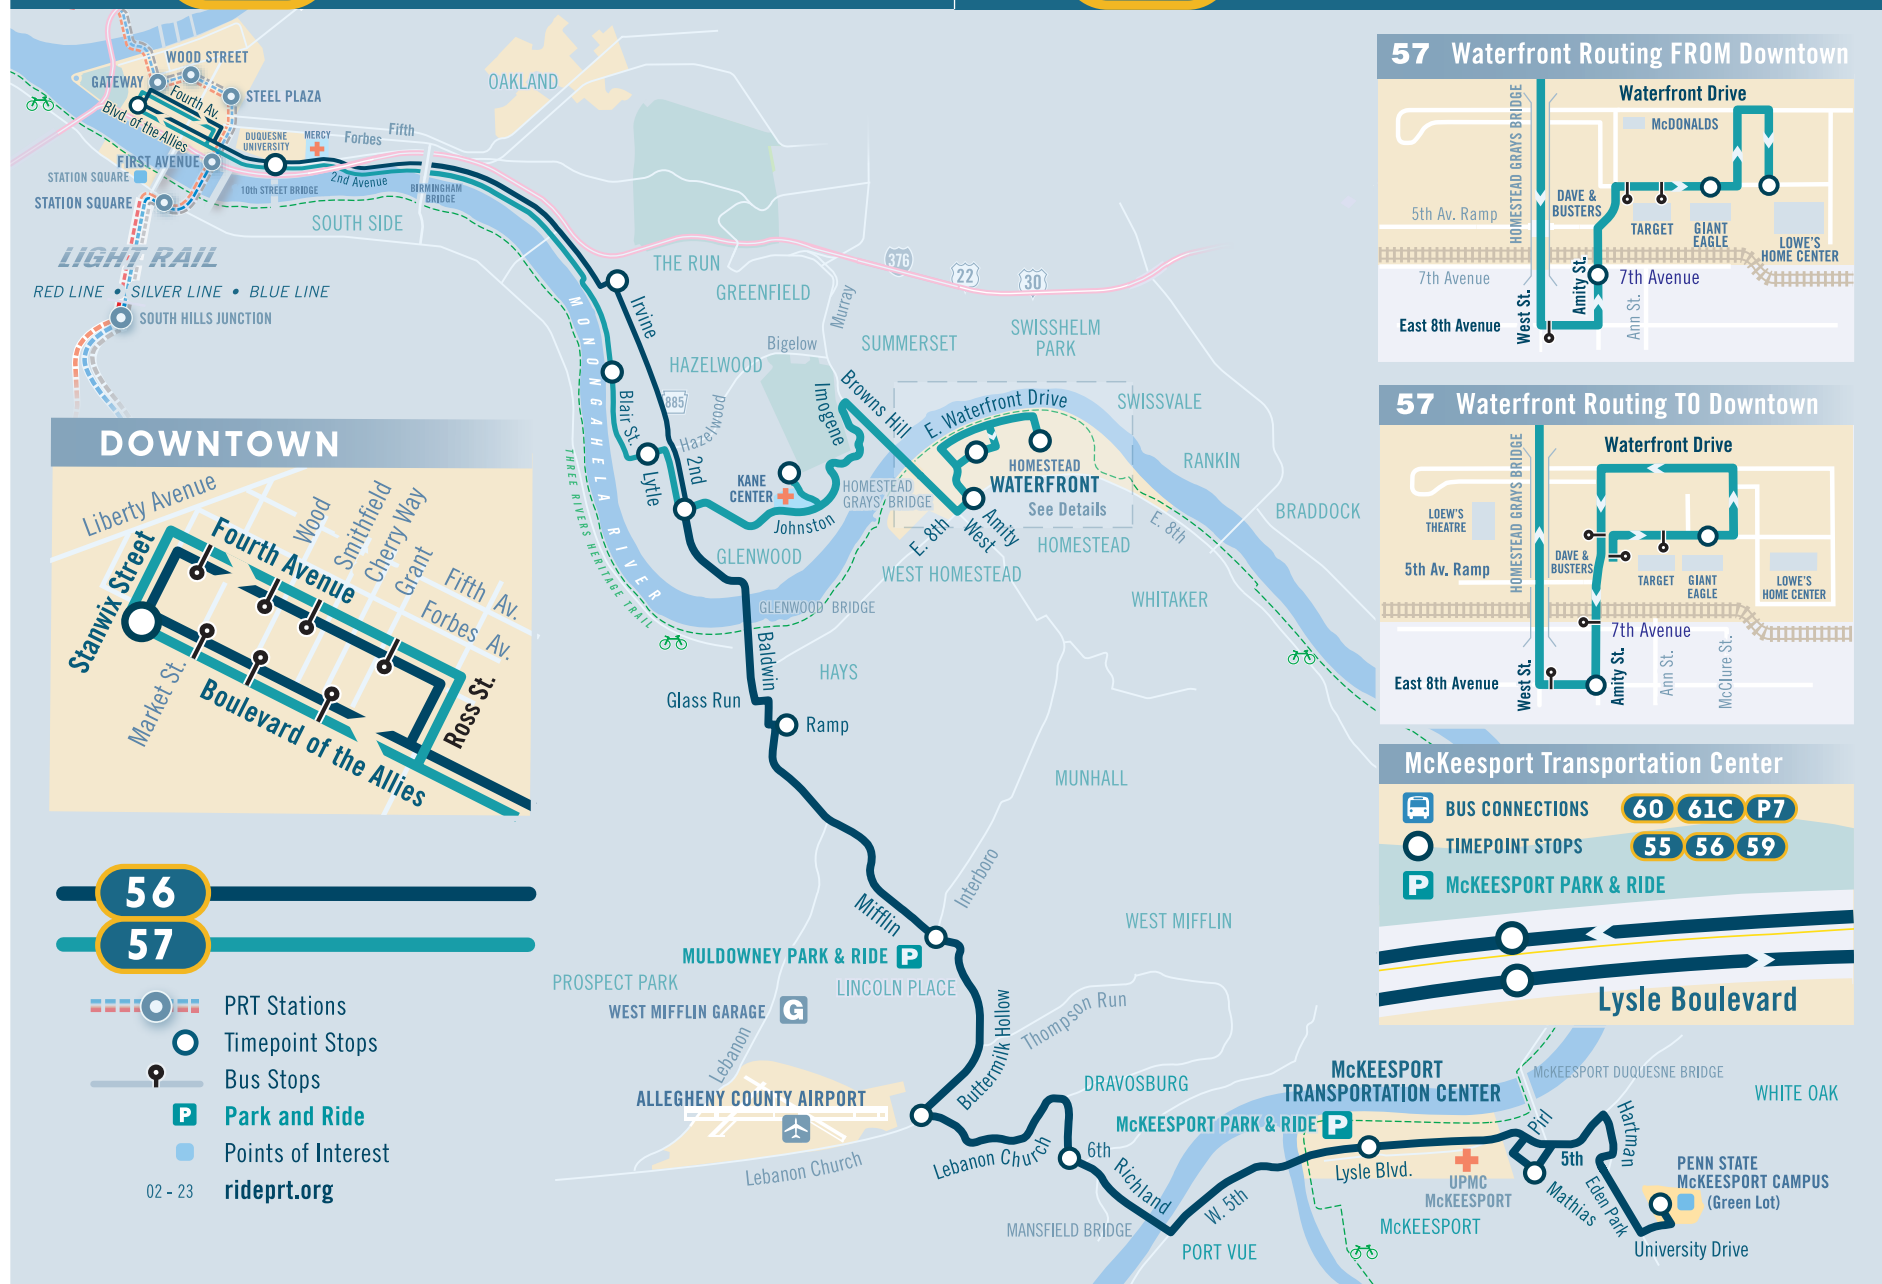 WOOD STREET
GATEWAY
STEEL PLAZA
Fourth Av.
Blvd. of the Allies
DUQUESNE
UNIVERSITY
MERCY
Forbes
Fifth
FIRST AVENUE
STATION SQUARE
STATION SQUARE
10th STREET BRIDGE
2nd Avenue
BIRMINGHAM
BRIDGE
SOUTH SIDE
OAKLAND
LIGHT RAIL
RED LINE • SILVER LINE • BLUE LINE
SOUTH HILLS JUNCTION
THE RUN
GREENFIELD
376
22
30
Irvine
Murray
Bigelow
SUMMERSET
SWISSHELM
PARK
HAZELWOOD
885
Hazelwood
Blair St.
Lytle
2nd
MONONGAHELA RIVER
THREE RIVERS HERITAGE TRAIL
KANE
CENTER
Johnston
Imogene
Browns Hill
E. Waterfront Drive
HOMESTEAD
GRAYS BRIDGE
HOMESTEAD
WATERFRONT
See Details
Amity
West
E. 8th
E. 8th
SWISSVALE
RANKIN
BRADDOCK
HOMESTEAD
WEST HOMESTEAD
WHITAKER
GLENWOOD
GLENWOOD BRIDGE
Baldwin
HAYS
Glass Run
Ramp
MUNHALL
Interboro
Mifflin
WEST MIFFLIN
MULDOWNEY PARK & RIDE P
LINCOLN PLACE
PROSPECT PARK
WEST MIFFLIN GARAGE G
Lebanon
Buttermilk Hollow
Thompson Run
ALLEGHENY COUNTY AIRPORT
Lebanon Church
Lebanon Church
DRAVOSBURG
6th
Richland
W. 5th
MANSFIELD BRIDGE
PORT VUE
McKEESPORT
TRANSPORTATION CENTER
McKEESPORT PARK & RIDE P
Lysle Blvd.
UPMC
McKEESPORT
McKEESPORT
McKEESPORT DUQUESNE BRIDGE
WHITE OAK
Pirl
5th
Mathias
Hartman
Eden Park
PENN STATE
McKEESPORT CAMPUS
(Green Lot)
University Drive
DOWNTOWN
Liberty Avenue
Stanwix Street
Fourth Avenue
Wood
Smithfield
Cherry Way
Grant
Fifth Av.
Forbes Av.
Market St.
Boulevard of the Allies
Ross St.
56
57
PRT Stations
Timepoint Stops
Bus Stops
P Park and Ride
Points of Interest
02 - 23 rideprt.org
57 Waterfront Routing FROM Downtown
Waterfront Drive
McDONALDS
HOMESTEAD GRAYS BRIDGE
DAVE &
BUSTERS
5th Av. Ramp
TARGET
GIANT
EAGLE
LOWE'S
HOME CENTER
7th Avenue
7th Avenue
Amity St.
West St.
Ann St.
East 8th Avenue
57 Waterfront Routing TO Downtown
Waterfront Drive
HOMESTEAD GRAYS BRIDGE
LOEW'S
THEATRE
DAVE &
BUSTERS
5th Av. Ramp
TARGET
GIANT
EAGLE
LOWE'S
HOME CENTER
7th Avenue
East 8th Avenue
West St.
Amity St.
Ann St.
McClure St.
McKeesport Transportation Center
BUS CONNECTIONS 60 61C P7
TIMEPOINT STOPS 55 56 59
P McKEESPORT PARK & RIDE
Lysle Boulevard